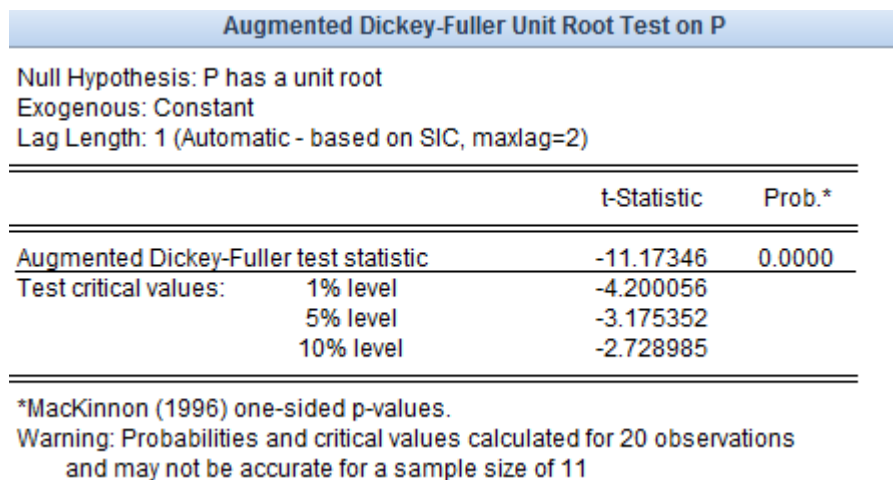 Augmented Dickey-Fuller Unit Root Test on P
Null Hypothesis: P has a unit root
Exogenous: Constant
Lag Length: 1 (Automatic - based on SIC, maxlag=2)
t-Statistic Prob.*
Augmented Dickey-Fuller test statistic -11.17346 0.0000
Test critical values: 1% level -4.200056
5% level -3.175352
10% level -2.728985
*MacKinnon (1996) one-sided p-values.
Warning: Probabilities and critical values calculated for 20 observations
and may not be accurate for a sample size of 11